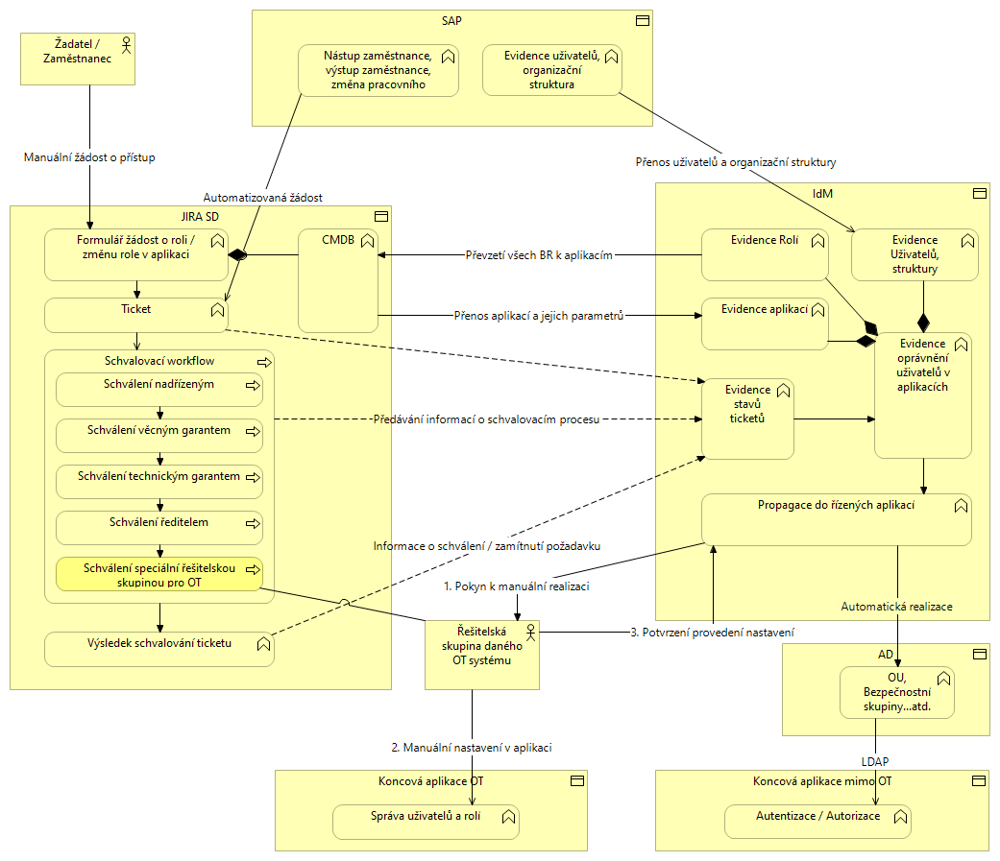 SAP
Žadatel /
Zaměstnanec
Nástup zaměstnance,
výstup zaměstnance,
změna pracovního
Evidence uživatelů,
organizační
struktura
Manuální žádost o přístup
Přenos uživatelů a organizační struktury
Automatizovaná žádost
JIRA SD
IdM
Formulář žádost o roli /
změnu role v aplikaci
CMDB
Převzetí všech BR k aplikacím
Evidence Rolí
Evidence
Uživatelů,
struktury
Ticket
Přenos aplikací a jejich parametrů
Evidence aplikací
Evidence
oprávnění
uživatelů v
aplikacích
Schvalovací workflow
Schválení nadřízeným
Schválení věcným garantem
Schválení technickým garantem
Schválení ředitelem
Schválení speciální řešitelskou
skupinou pro OT
Předávání informací o schvalovacím procesu
Evidence
stavů
ticketů
Propagace do řízených aplikací
Informace o schválení / zamítnutí požadavku
1. Pokyn k manuální realizaci
Automatická realizace
Výsledek schvalování ticketu
Řešitelská
skupina daného
OT systému
3. Potvrzení provedení nastavení
AD
OU,
Bezpečnostní
skupiny...atd.
2. Manuální nastavení v aplikaci
LDAP
Koncová aplikace OT
Správa uživatelů a rolí
Koncová aplikace mimo OT
Autentizace / Autorizace